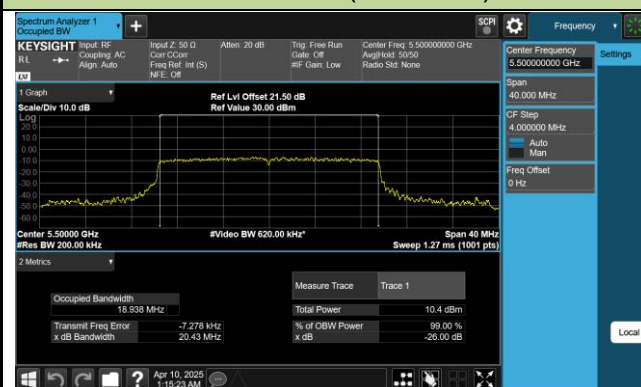 Spectrum Analyzer 1
Occupied BW
SCPI
Frequency
KEYSIGHT
Input: RF
Coupling: AC
Align: Auto
Input Z: 50 Ω
Corr CCorr
Freq Ref: Int (S)
NFE: Off
Atten: 20 dB
Trig: Free Run
Gate: Off
#IF Gain: Low
Center Freq: 5.500000000 GHz
Avg|Hold: 50/50
Radio Std: None
RL
LXI
Center Frequency
5.500000000 GHz
Settings
Span
40.000 MHz
CF Step
4.000000 MHz
Auto
Man
Freq Offset
0 Hz
Local
1 Graph
Scale/Div 10.0 dB
Ref Lvl Offset 21.50 dB
Ref Value 30.00 dBm
Log
20.0
10.0
0.00
-10.0
-20.0
-30.0
-40.0
-50.0
-60.0
Center 5.50000 GHz
#Res BW 200.00 kHz
#Video BW 620.00 kHz*
Span 40 MHz
Sweep 1.27 ms (1001 pts)
2 Metrics
Measure Trace
Trace 1
Occupied Bandwidth
18.938 MHz
Total Power
10.4 dBm
Transmit Freq Error
-7.278 kHz
% of OBW Power
99.00 %
x dB Bandwidth
20.43 MHz
x dB
-26.00 dB
Apr 10, 2025
1:15:23 AM